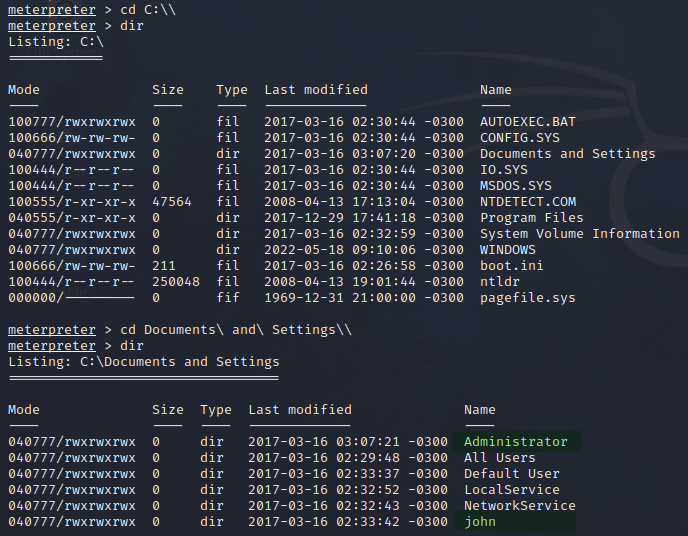 meterpreter > cd C:\\
meterpreter > dir
Listing: C:\
============
Mode Size Type Last modified Name
---- ---- ---- ------------- ----
100777/rwxrwxrwx 0 fil 2017-03-16 02:30:44 -0300 AUTOEXEC.BAT
100666/rw-rw-rw- 0 fil 2017-03-16 02:30:44 -0300 CONFIG.SYS
040777/rwxrwxrwx 0 dir 2017-03-16 03:07:20 -0300 Documents and Settings
100444/r--r--r-- 0 fil 2017-03-16 02:30:44 -0300 IO.SYS
100444/r--r--r-- 0 fil 2017-03-16 02:30:44 -0300 MSDOS.SYS
100555/r-xr-xr-x 47564 fil 2008-04-13 17:13:04 -0300 NTDETECT.COM
040555/r-xr-xr-x 0 dir 2017-12-29 17:41:18 -0300 Program Files
040777/rwxrwxrwx 0 dir 2017-03-16 02:32:59 -0300 System Volume Information
040777/rwxrwxrwx 0 dir 2022-05-18 09:10:06 -0300 WINDOWS
100666/rw-rw-rw- 211 fil 2017-03-16 02:26:58 -0300 boot.ini
100444/r--r--r-- 250048 fil 2008-04-13 19:01:44 -0300 ntldr
000000/--------- 0 fif 1969-12-31 21:00:00 -0300 pagefile.sys
meterpreter > cd Documents\ and\ Settings\\
meterpreter > dir
Listing: C:\Documents and Settings
==================================
Mode Size Type Last modified Name
---- ---- ---- ------------- ----
040777/rwxrwxrwx 0 dir 2017-03-16 03:07:21 -0300 Administrator
040777/rwxrwxrwx 0 dir 2017-03-16 02:29:48 -0300 All Users
040777/rwxrwxrwx 0 dir 2017-03-16 02:33:37 -0300 Default User
040777/rwxrwxrwx 0 dir 2017-03-16 02:32:52 -0300 LocalService
040777/rwxrwxrwx 0 dir 2017-03-16 02:32:43 -0300 NetworkService
040777/rwxrwxrwx 0 dir 2017-03-16 02:33:42 -0300 john